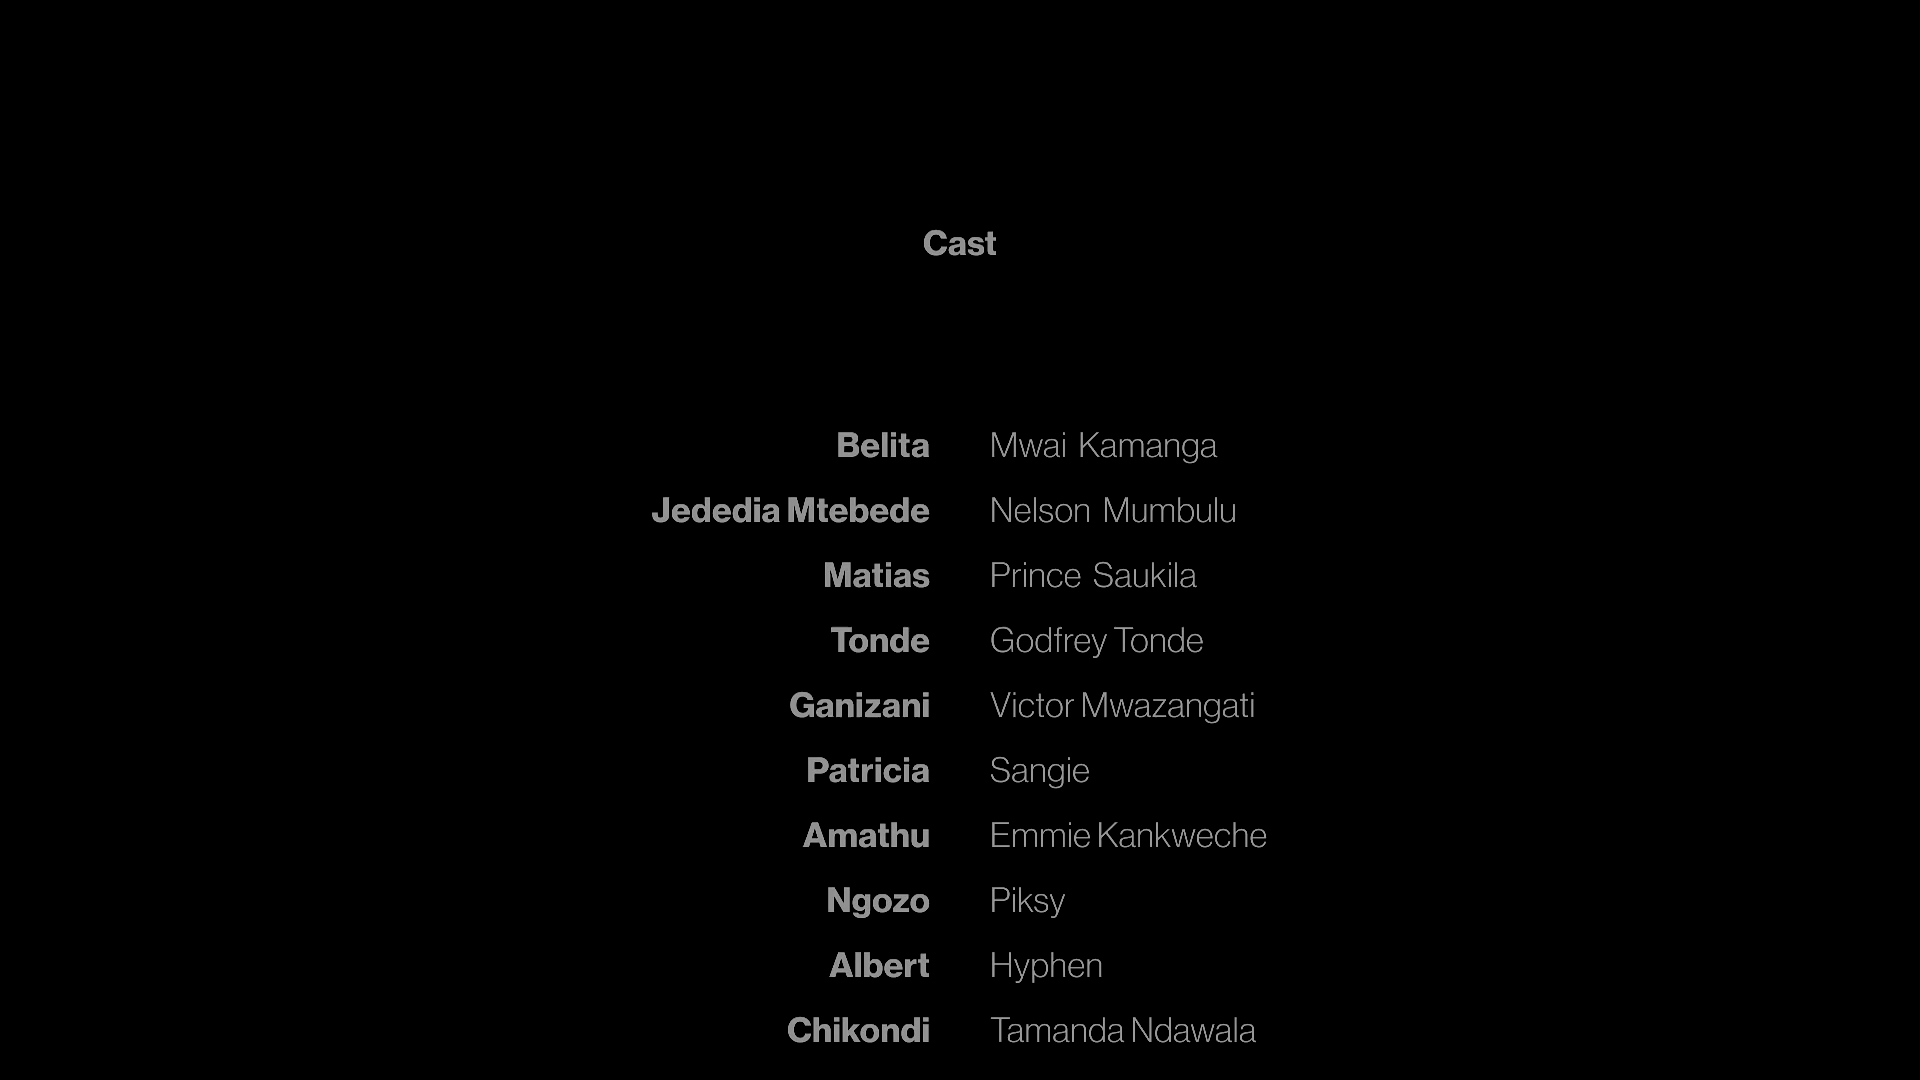 Cast
Belita Mwai Kamanga
Jededia Mtebede Nelson Mumbulu
Matias Prince Saukila
Tonde Godfrey Tonde
Ganizani Victor Mwazangati
Patricia Sangie
Amathu Emmie Kankweche
Ngozo Piksy
Albert Hyphen
Chikondi Tamanda Ndawala